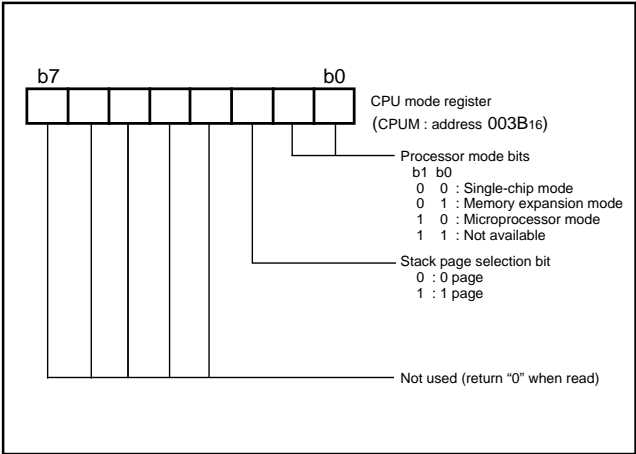 b7 b0
CPU mode register
(CPUM : address 003B16)
Processor mode bits
b1 b0
0 0 : Single-chip mode
0 1 : Memory expansion mode
1 0 : Microprocessor mode
1 1 : Not available
Stack page selection bit
0 : 0 page
1 : 1 page
Not used (return “0” when read)